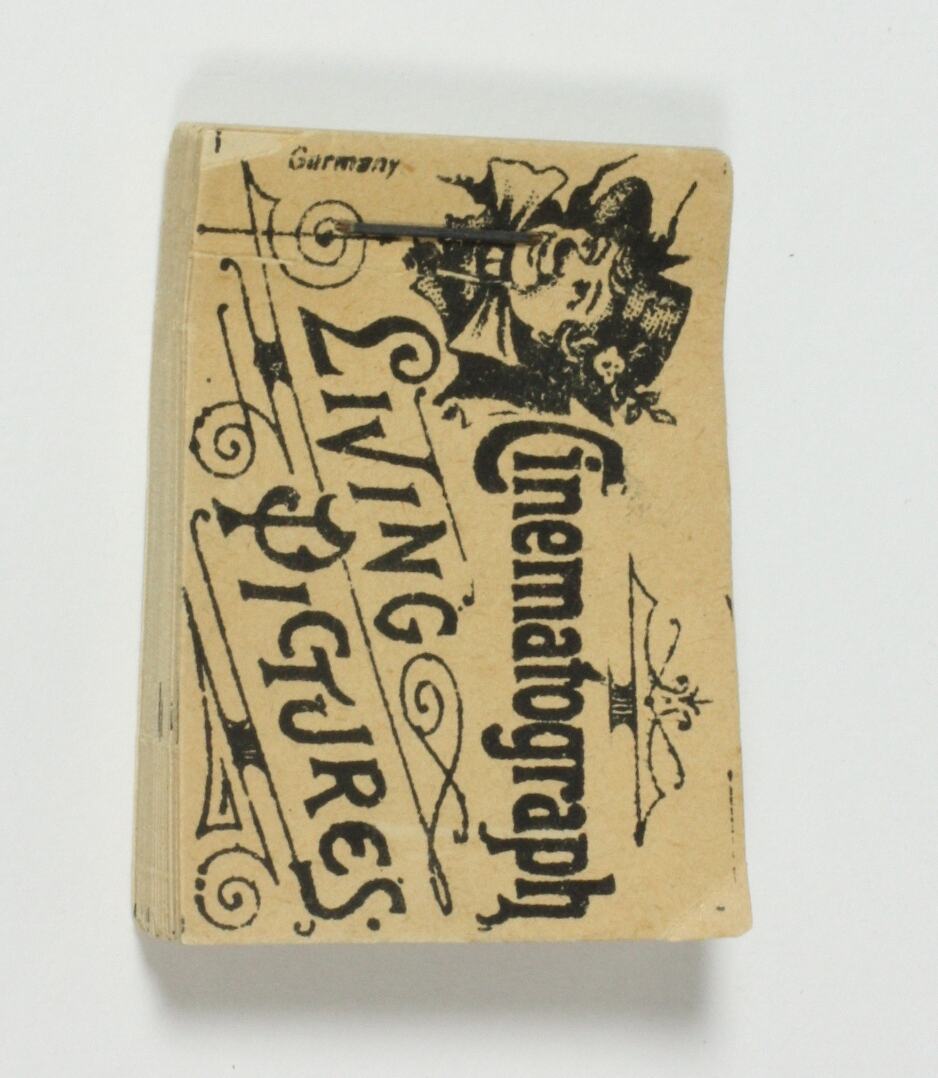 Cinematograph
LIVING
PICTURES.
Germany